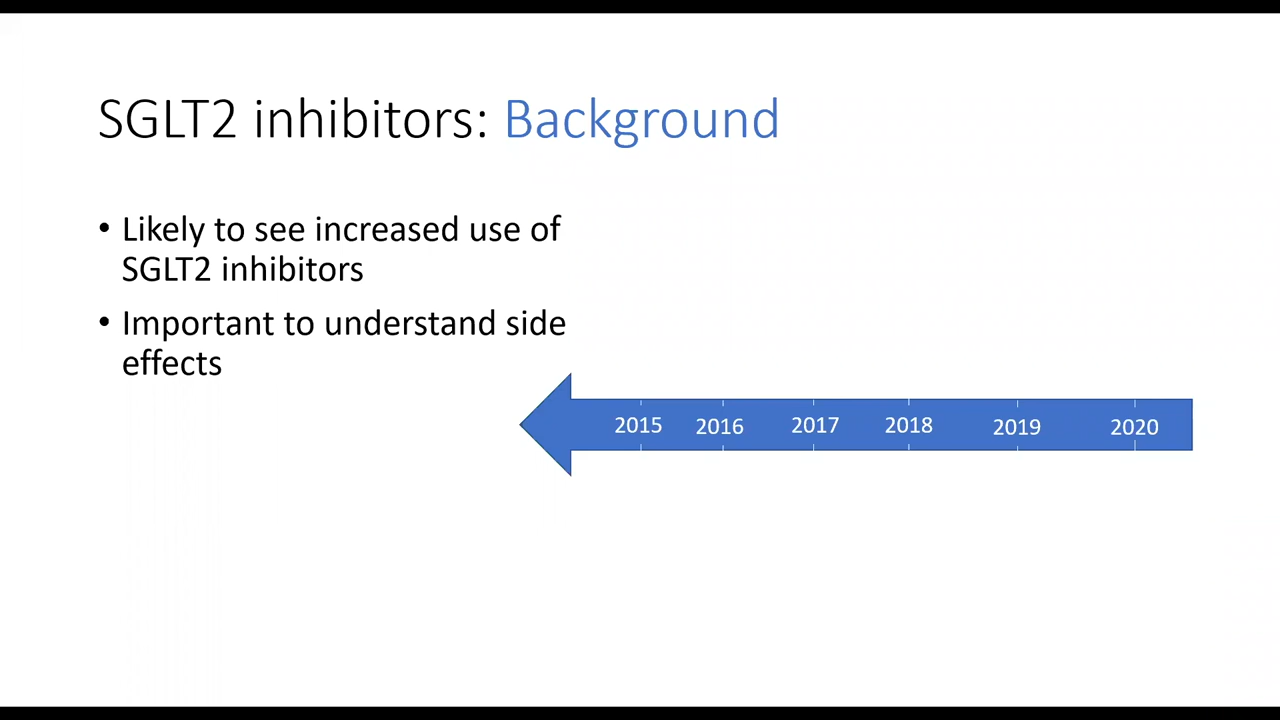 SGLT2 inhibitors: Background
• Likely to see increased use of
SGLT2 inhibitors
• Important to understand side
effects
2015 2016 2017 2018 2019 2020